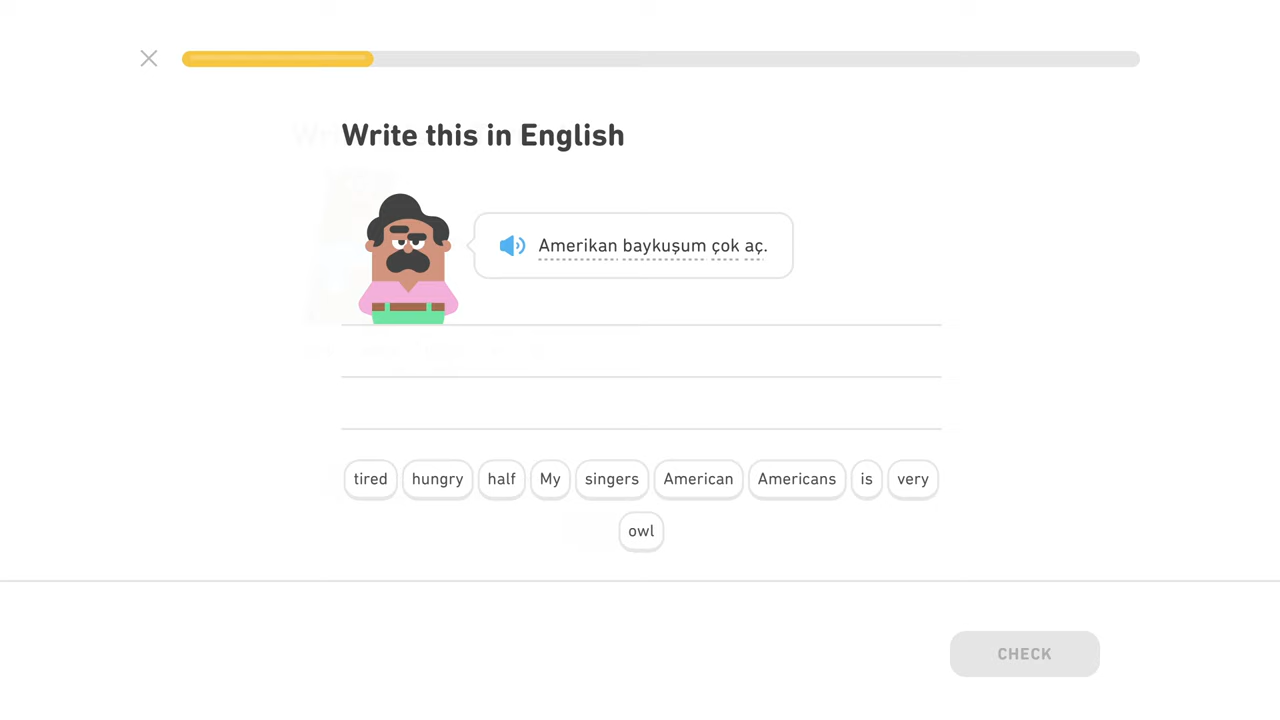 Write this in English
Amerikan baykuşum çok aç.
tired hungry half My singers American Americans is very
owl
CHECK